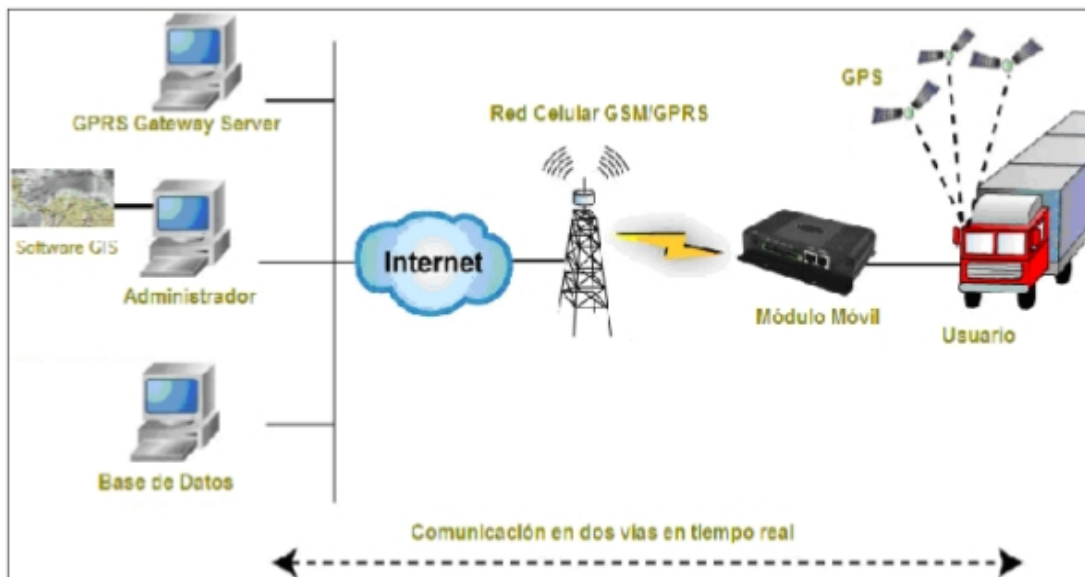 GPRS Gateway Server
Software GIS
Administrador
Base de Datos
Internet
Red Celular GSM/GPRS
Módulo Móvil
GPS
Usuario
Comunicación en dos vias en tiempo real